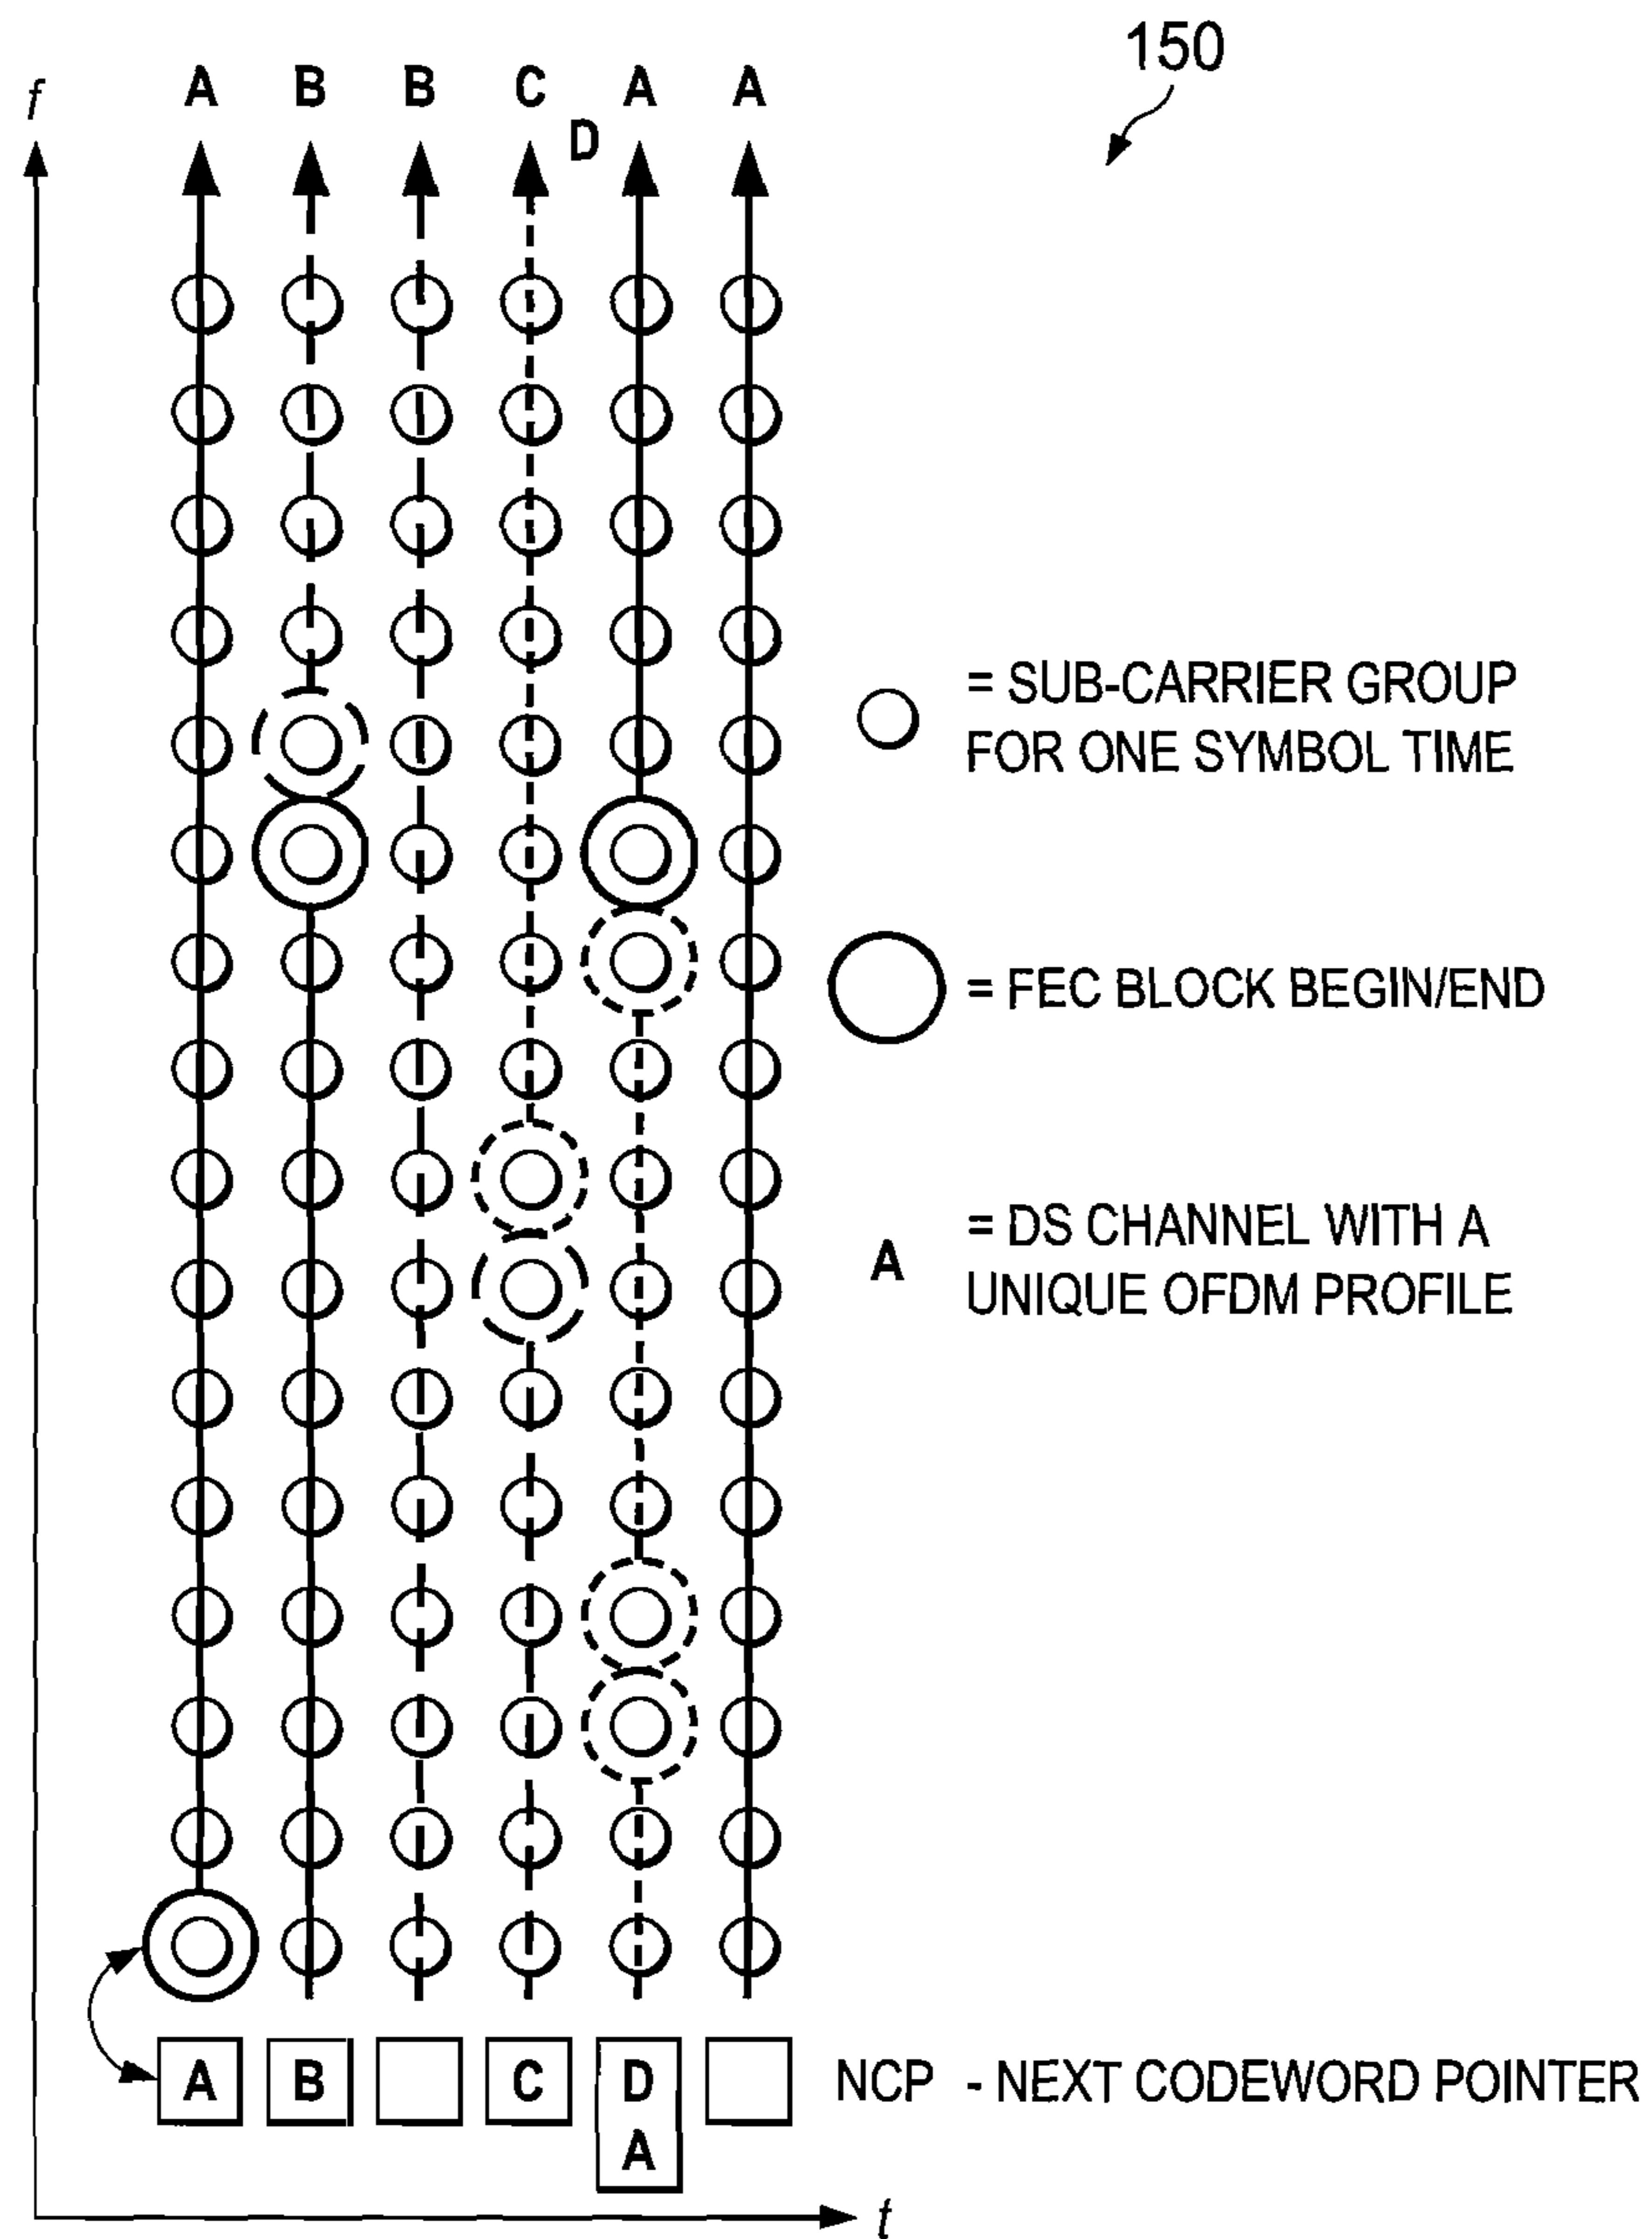 150
f
A B B C A A
D
= SUB-CARRIER GROUP
FOR ONE SYMBOL TIME
= FEC BLOCK BEGIN/END
A = DS CHANNEL WITH A
UNIQUE OFDM PROFILE
A B C D NCP - NEXT CODEWORD POINTER
A
t